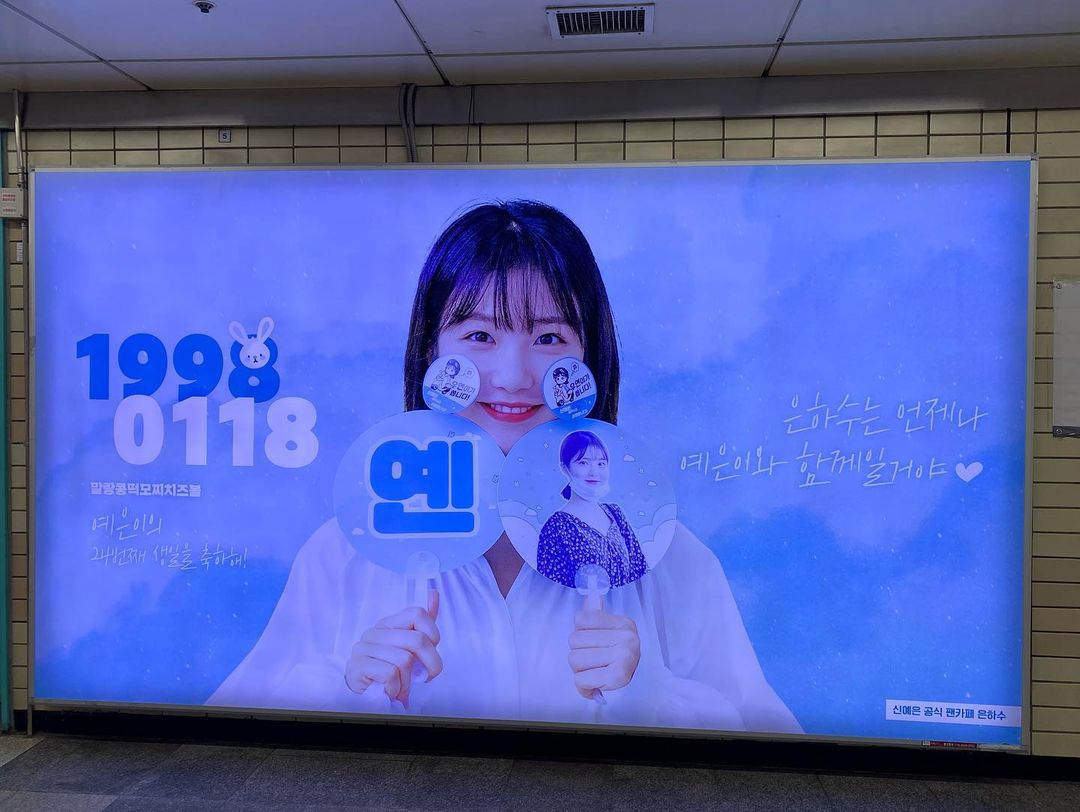 5
1998
0118
말랑콩떡모찌치즈볼
예은이의
24번째 생일을 축하해!
옌
은하수는 언제나
예은이와 함께일거야
신예은 공식 팬카페 은하수